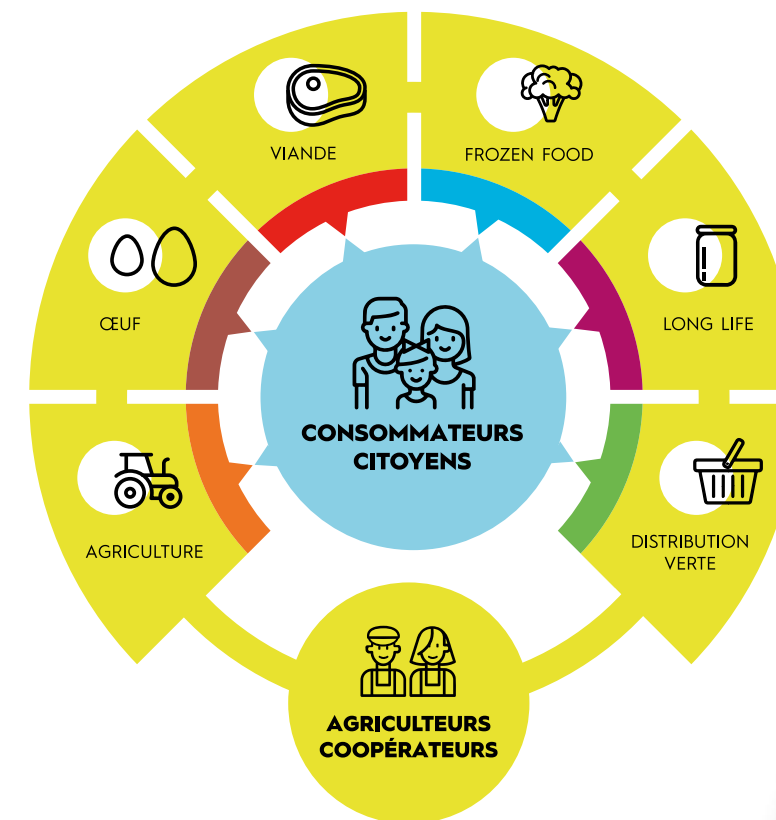 VIANDE
FROZEN FOOD
ŒUF
LONG LIFE
CONSOMMATEURS
CITOYENS
AGRICULTURE
DISTRIBUTION
VERTE
AGRICULTEURS
COOPÉRATEURS